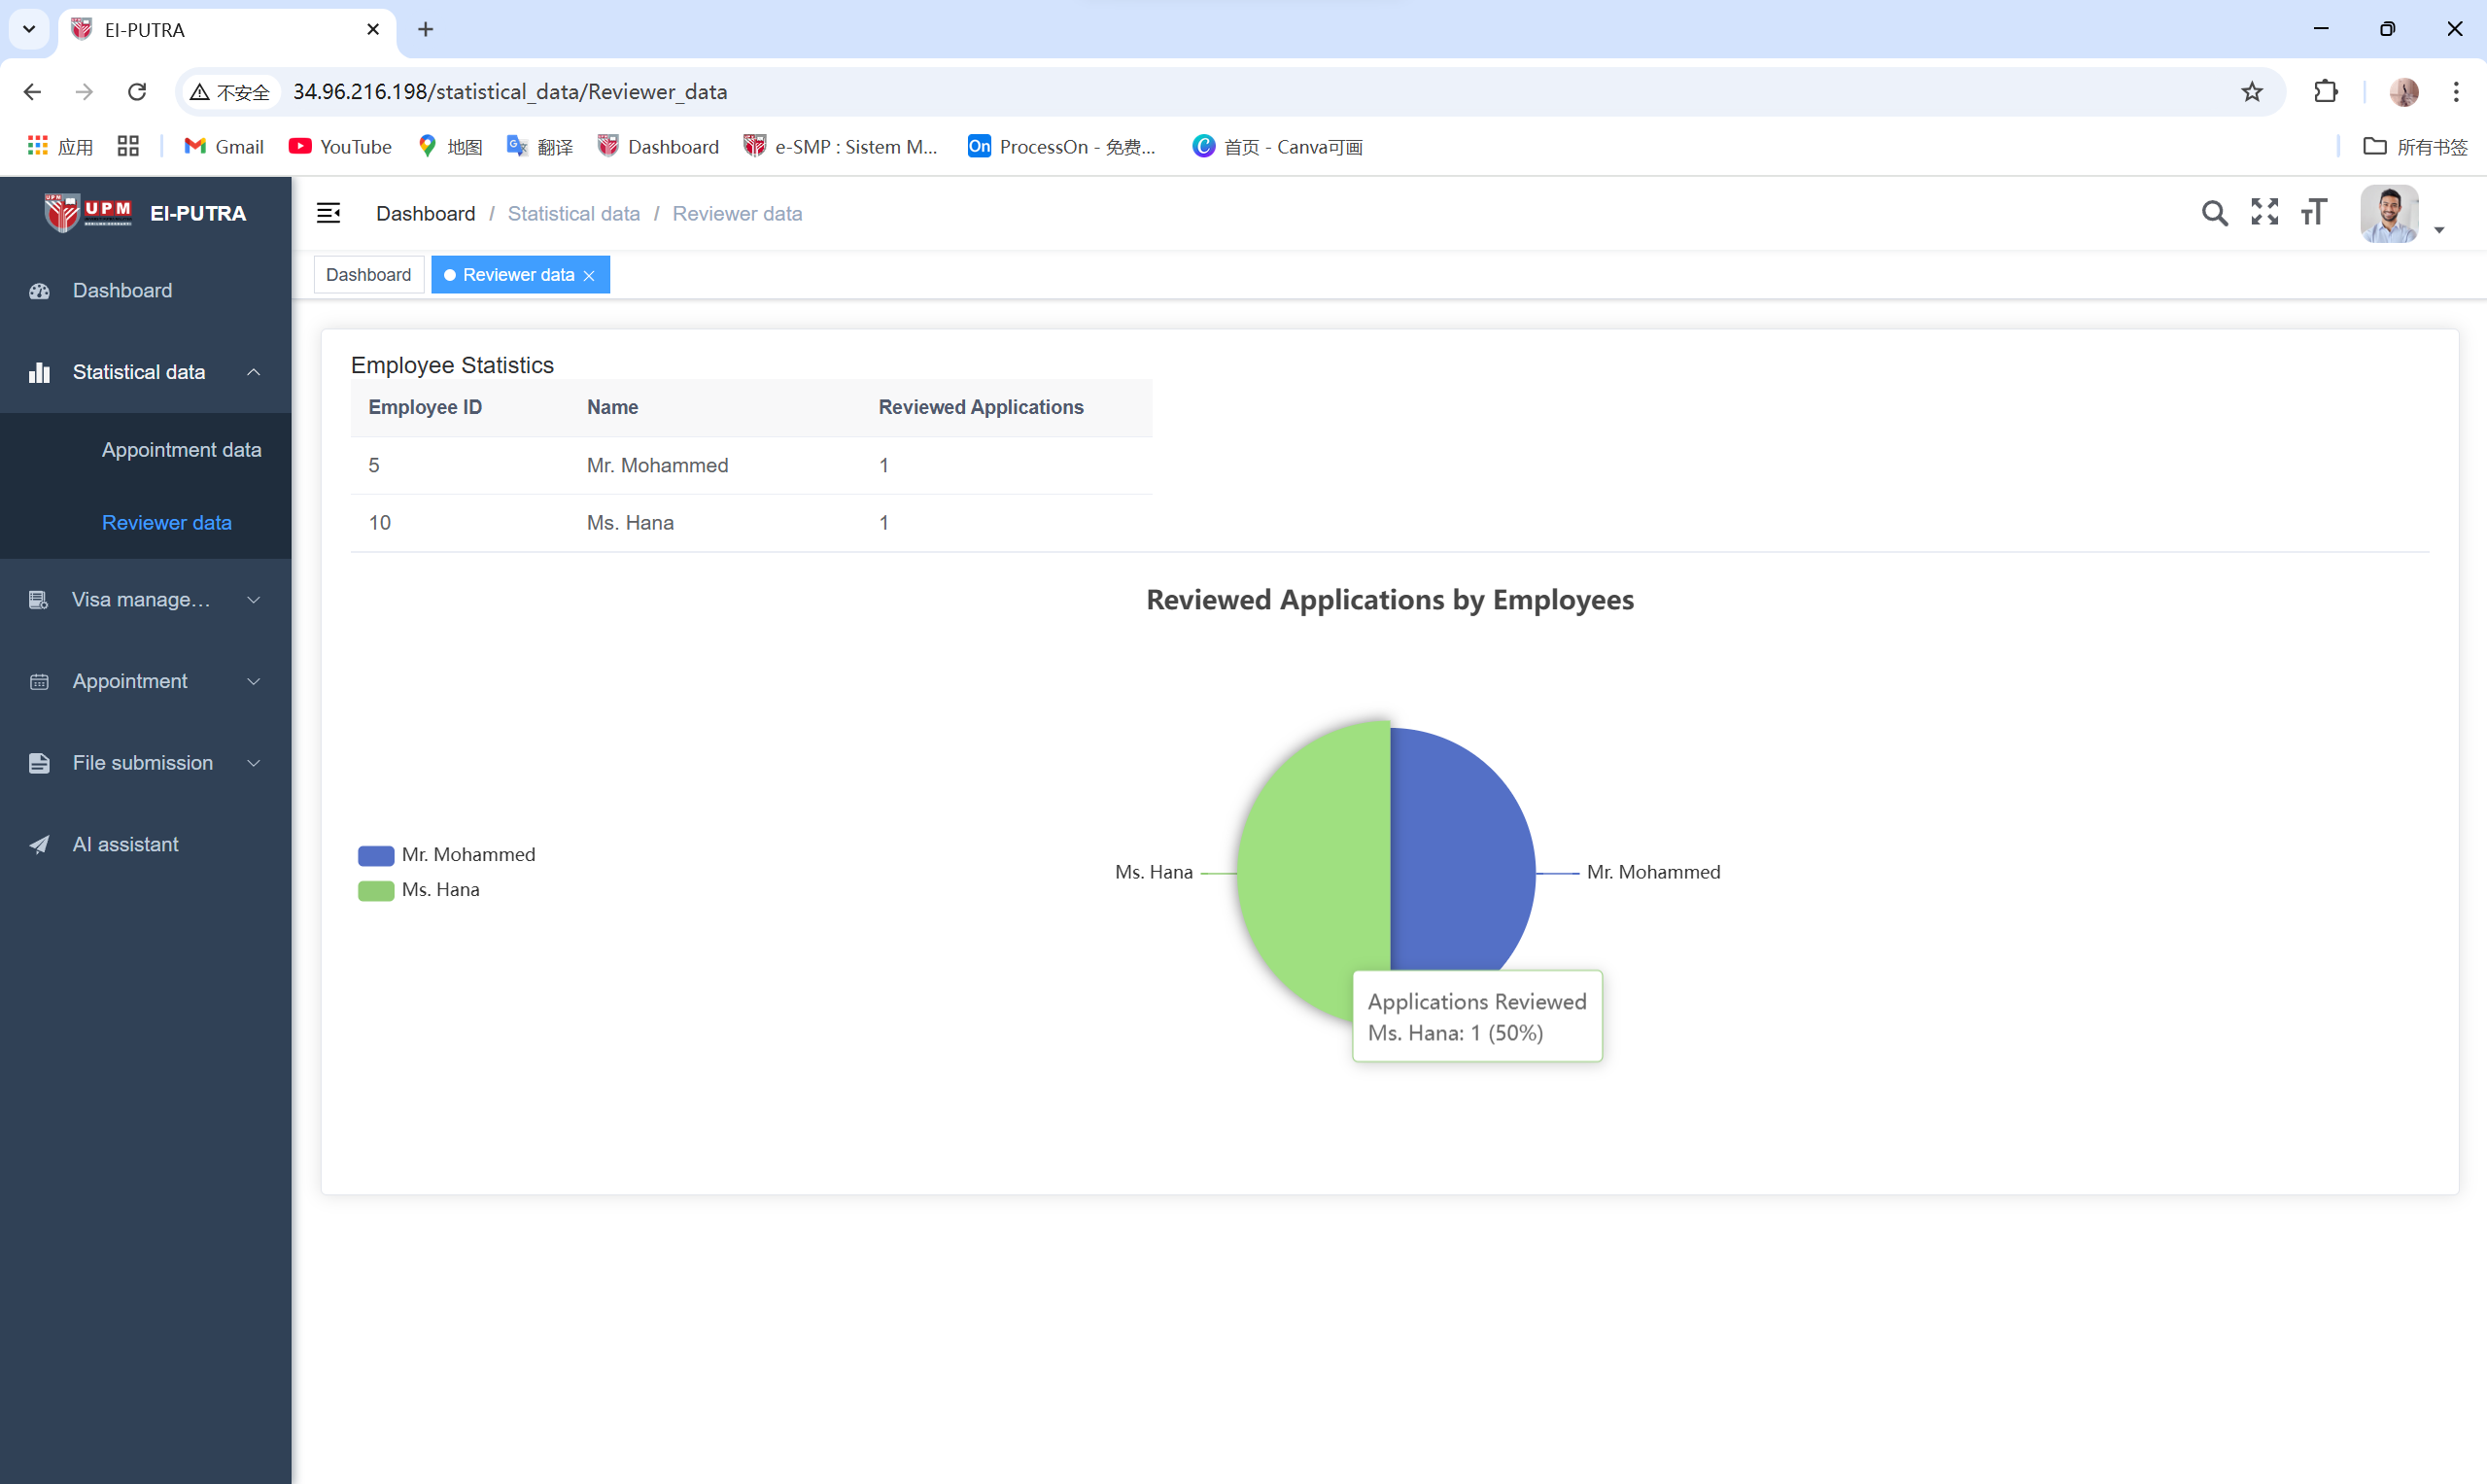 EI-PUTRA
不安全 34.96.216.198/statistical_data/Reviewer_data
应用 Gmail YouTube 地图 翻译 Dashboard e-SMP : Sistem M... ProcessOn - 免费... 首页 - Canva可画 所有书签
UPM EI-PUTRA
Dashboard / Statistical data / Reviewer data
Dashboard Reviewer data
Dashboard
Statistical data
Appointment data
Reviewer data
Visa manage...
Appointment
File submission
AI assistant
Employee Statistics
Employee ID Name Reviewed Applications
5 Mr. Mohammed 1
10 Ms. Hana 1
Reviewed Applications by Employees
Mr. Mohammed
Ms. Hana
Ms. Hana
Mr. Mohammed
Applications Reviewed
Ms. Hana: 1 (50%)